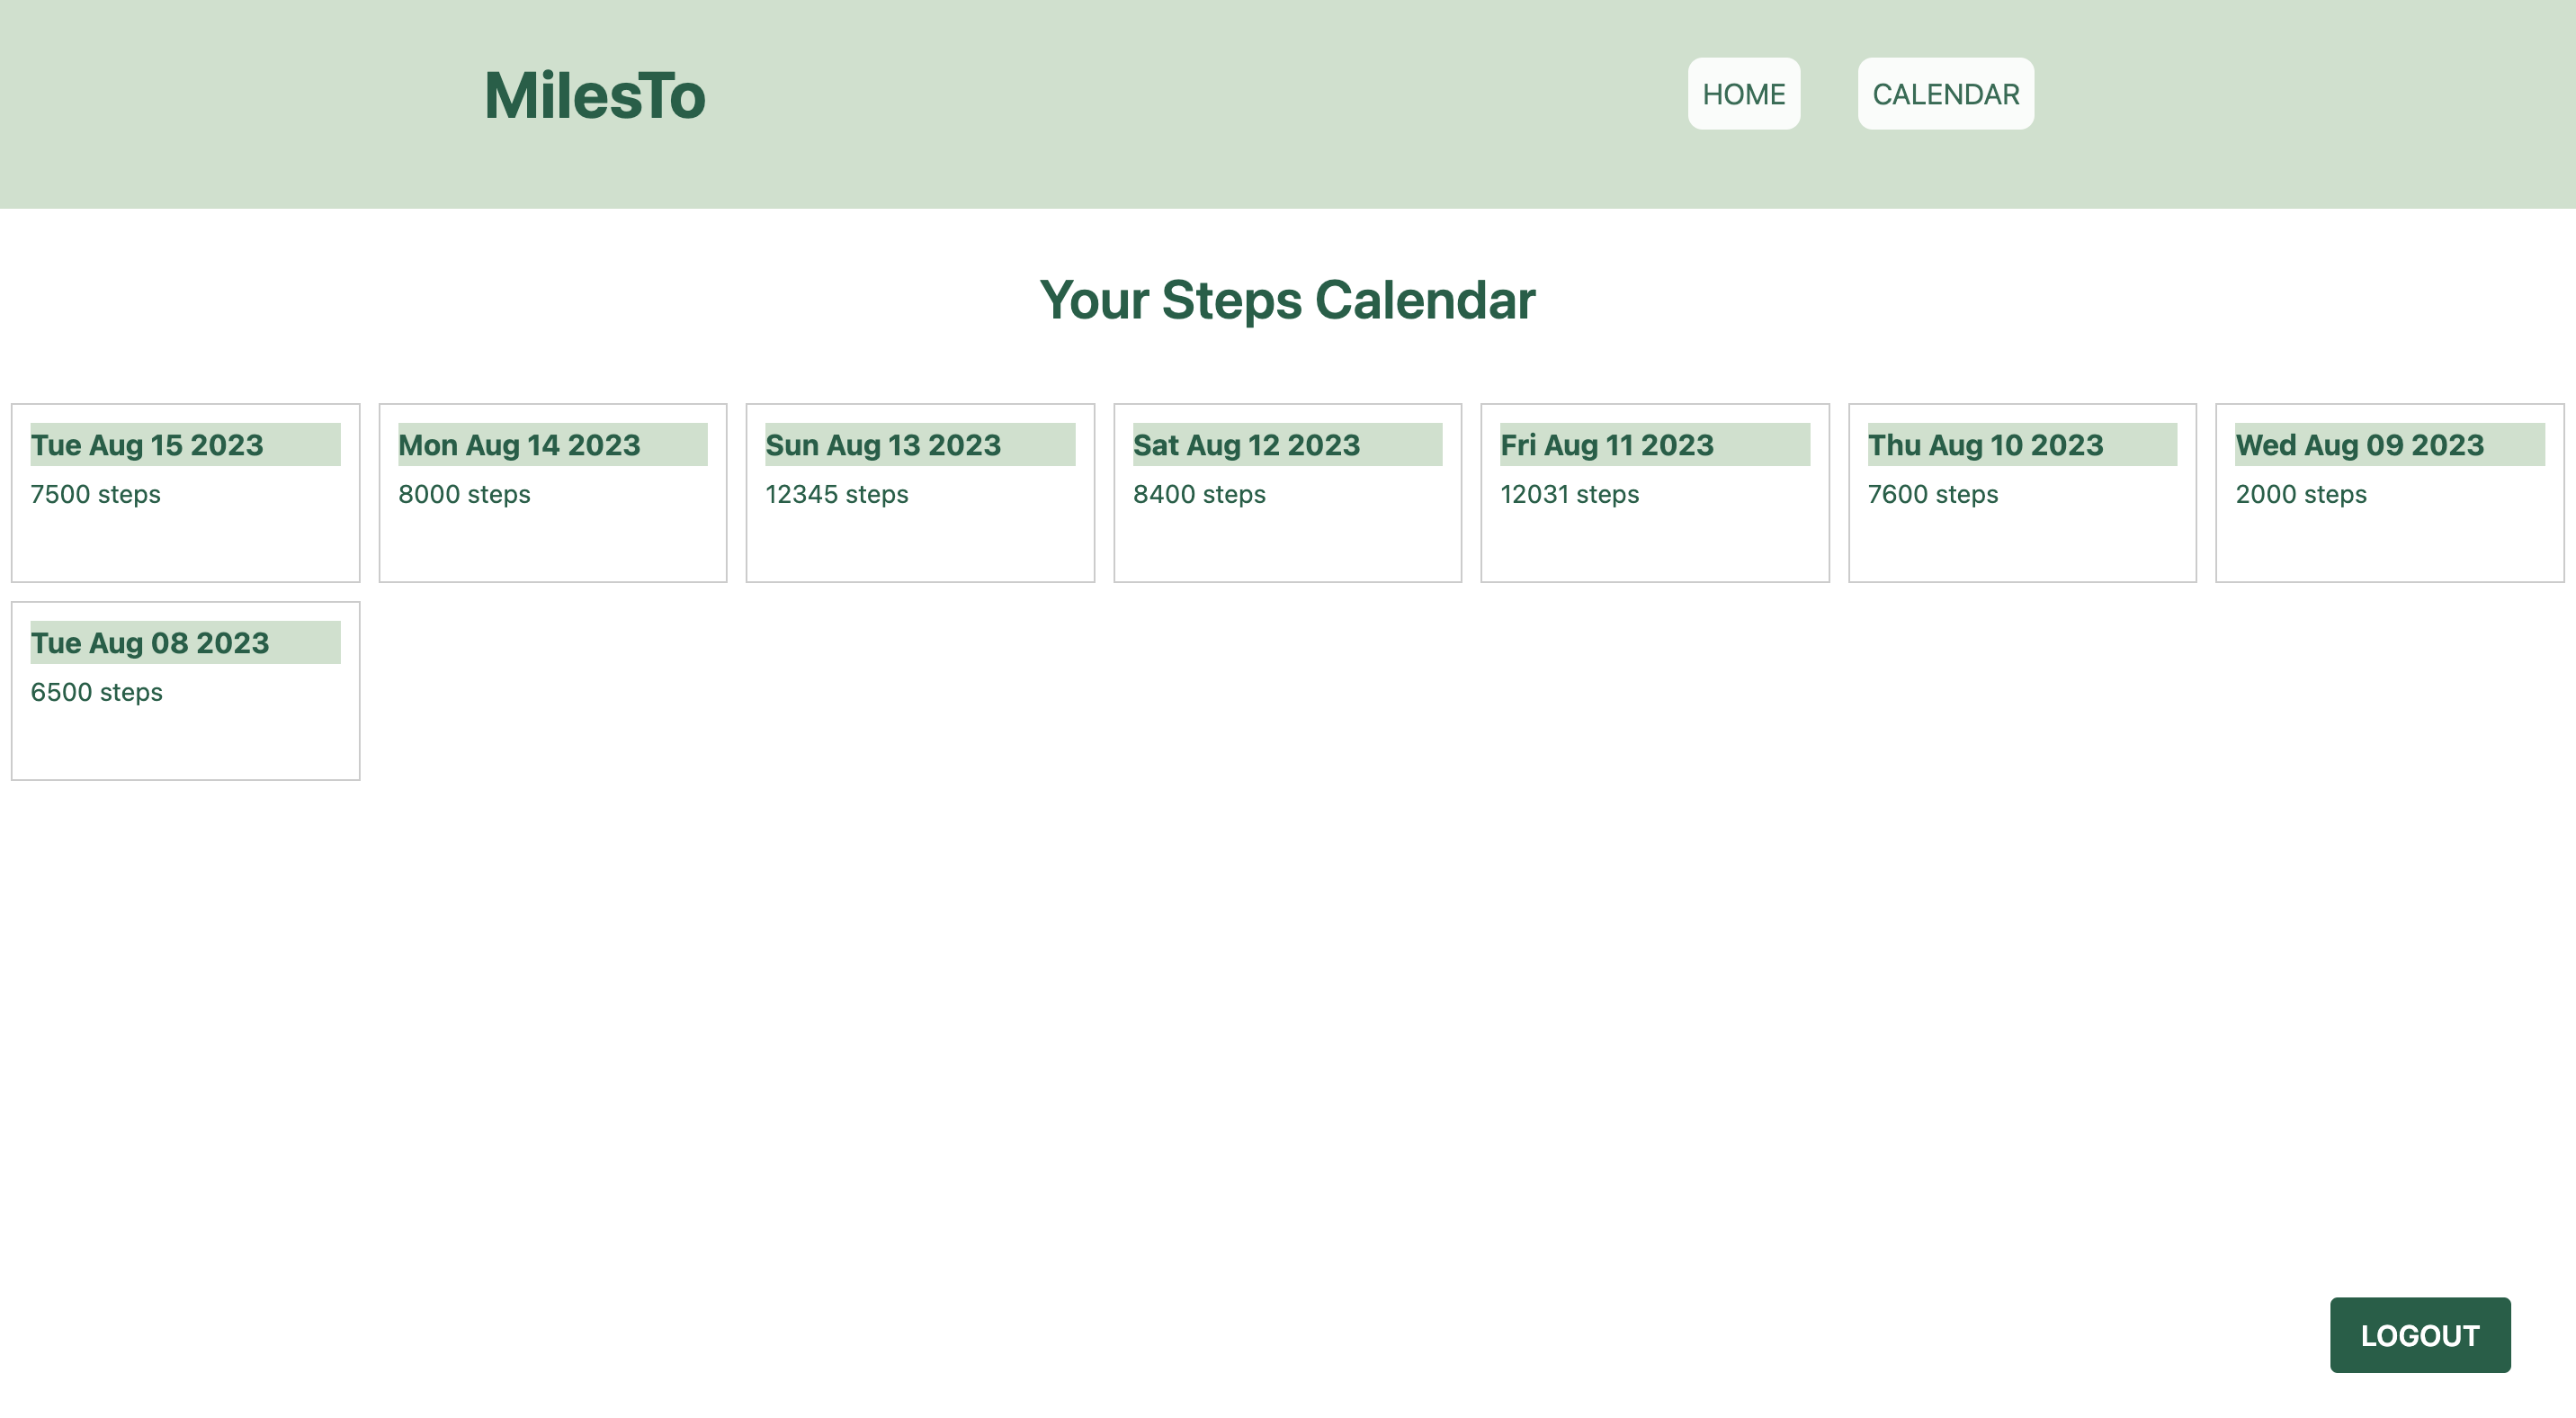 MilesTo
HOME
CALENDAR
Your Steps Calendar
Tue Aug 15 2023
7500 steps
Mon Aug 14 2023
8000 steps
Sun Aug 13 2023
12345 steps
Sat Aug 12 2023
8400 steps
Fri Aug 11 2023
12031 steps
Thu Aug 10 2023
7600 steps
Wed Aug 09 2023
2000 steps
Tue Aug 08 2023
6500 steps
LOGOUT